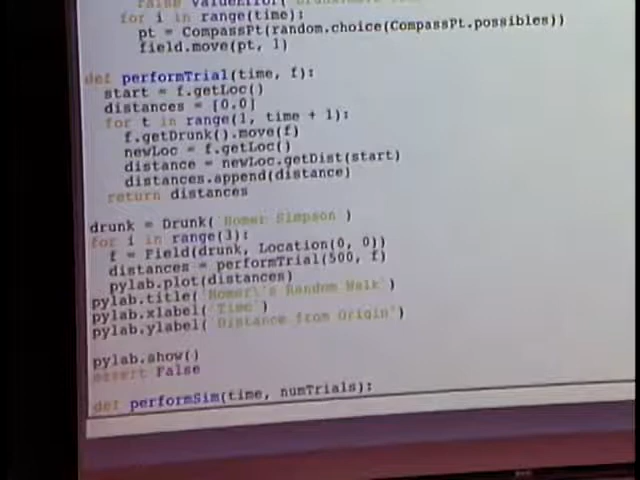 for i in range(time):
pt = CompassPt(random.choice(CompassPt.possibles))
field.move(pt, 1)
def performTrial(time, f):
start = f.getLoc()
distances = [0.0]
for t in range(1, time + 1):
f.getDrunk().move(f)
newLoc = f.getLoc()
distance = newLoc.getDist(start)
distances.append(distance)
return distances
drunk = Drunk('Homer Simpson')
for i in range(3):
f = Field(drunk, Location(0, 0))
distances = performTrial(500, f)
pylab.plot(distances)
pylab.title('Homer\'s Random Walk')
pylab.xlabel('Time')
pylab.ylabel('Distance from Origin')
pylab.show()
assert False
def performSim(time, numTrials):